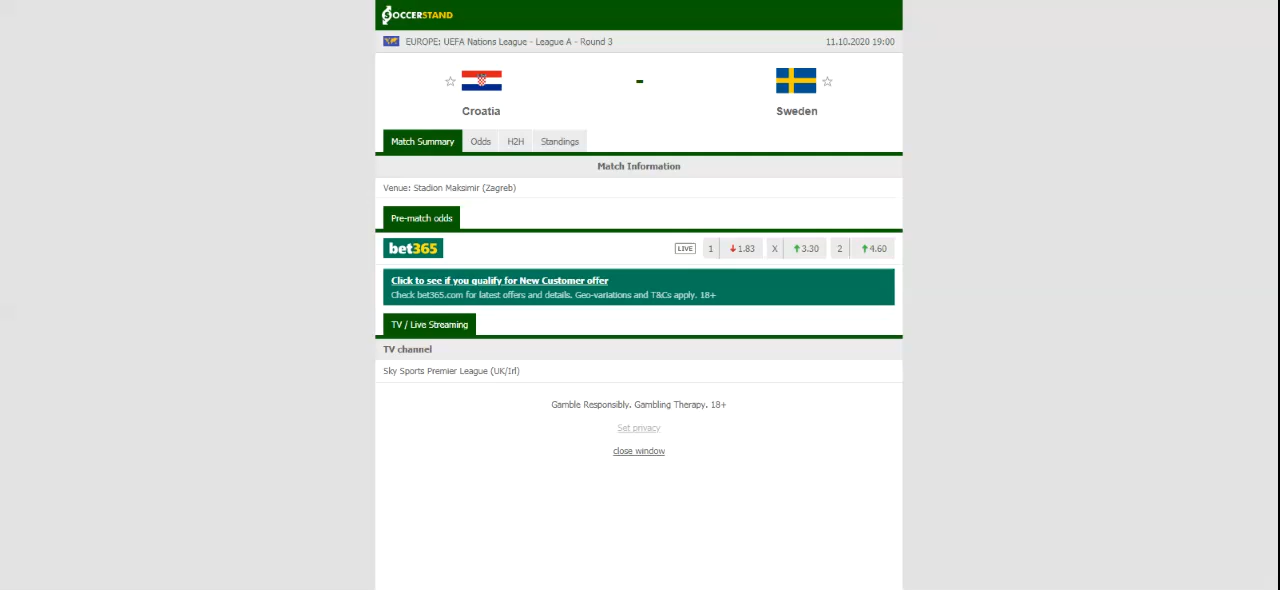 SOCCERSTAND
EUROPE: UEFA Nations League - League A - Round 3 11.10.2020 19:00
-
Croatia Sweden
Match Summary Odds H2H Standings
Match Information
Venue: Stadion Maksimir (Zagreb)
Pre-match odds
bet365 LIVE 1 1.83 X 3.30 2 4.60
Click to see if you qualify for New Customer offer
Check bet365.com for latest offers and details. Geo-variations and T&Cs apply. 18+
TV / Live Streaming
TV channel
Sky Sports Premier League (UK/Irl)
Gamble Responsibly. Gambling Therapy. 18+
Set privacy
close window